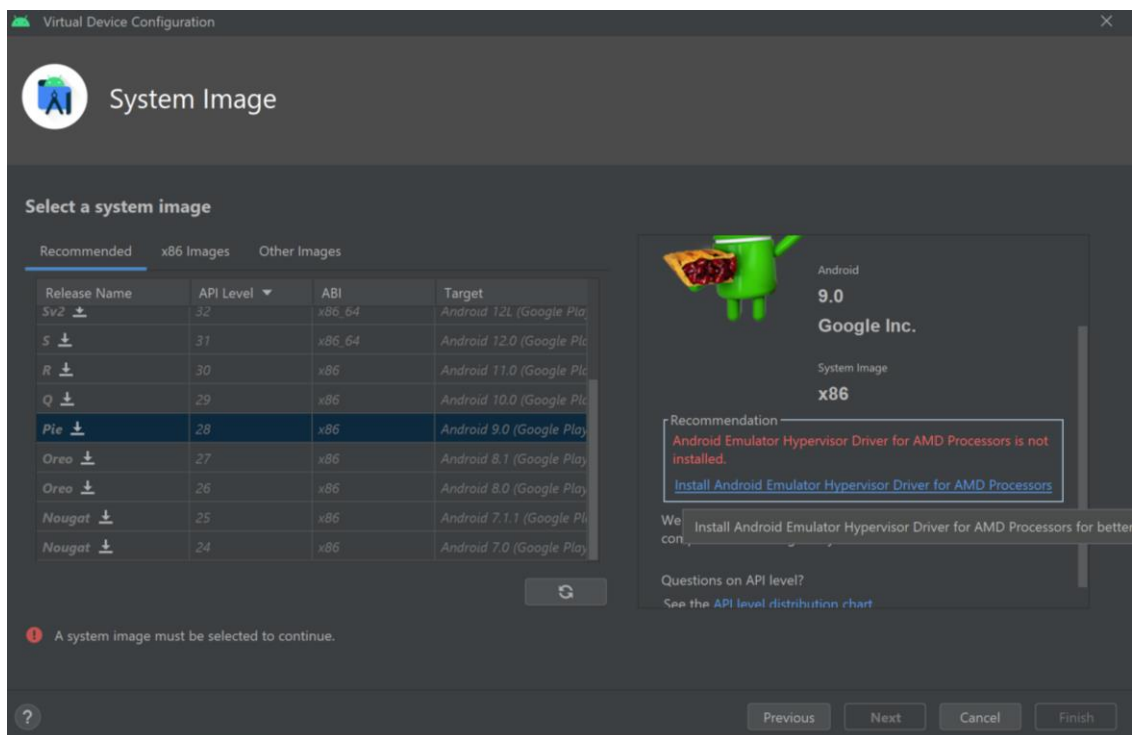 Virtual Device Configuration
System Image
Select a system image
Recommended x86 Images Other Images
Release Name API Level ABI Target
Sv2 32 x86_64 Android 12L (Google Play
S 31 x86_64 Android 12.0 (Google Pla
R 30 x86 Android 11.0 (Google Pla
Q 29 x86 Android 10.0 (Google Pla
Pie 28 x86 Android 9.0 (Google Play
Oreo 27 x86 Android 8.1 (Google Play
Oreo 26 x86 Android 8.0 (Google Play
Nougat 25 x86 Android 7.1.1 (Google Pl
Nougat 24 x86 Android 7.0 (Google Play
A system image must be selected to continue.
Android
9.0
Google Inc.
System Image
x86
Recommendation
Android Emulator Hypervisor Driver for AMD Processors is not
installed.
Install Android Emulator Hypervisor Driver for AMD Processors
We
Install Android Emulator Hypervisor Driver for AMD Processors for better
Questions on API level?
See the API level distribution chart
? Previous Next Cancel Finish